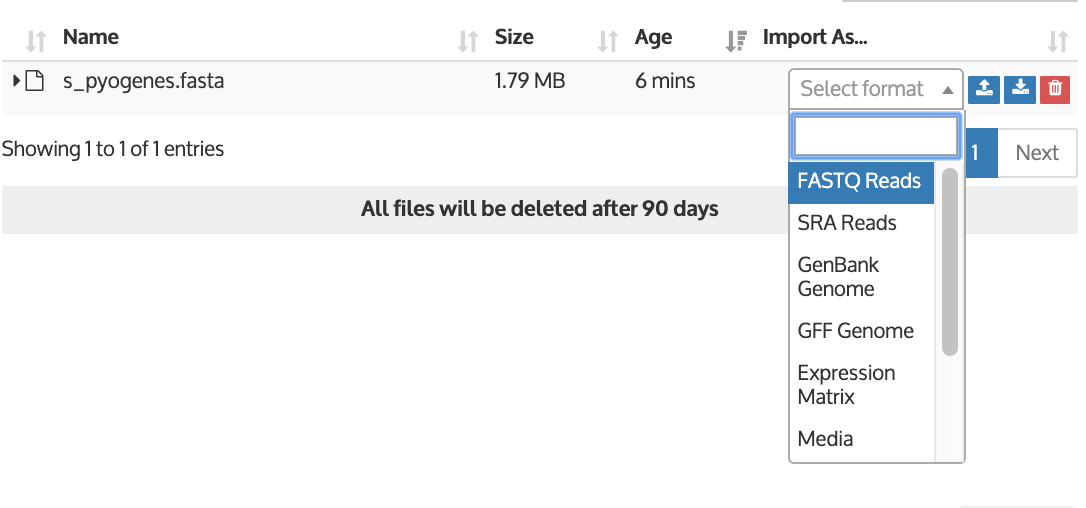 Name Size Age Import As...
s_pyogenes.fasta 1.79 MB 6 mins Select format
Showing 1 to 1 of 1 entries 1 Next
All files will be deleted after 90 days
FASTQ Reads
SRA Reads
GenBank
Genome
GFF Genome
Expression
Matrix
Media